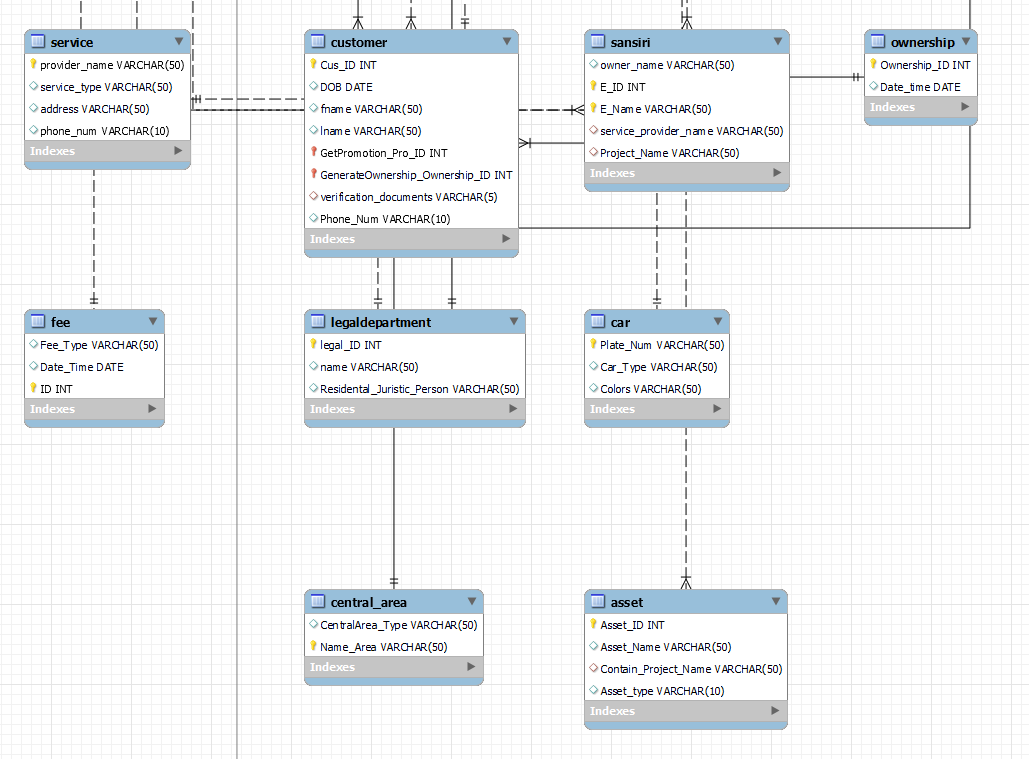 service
provider_name VARCHAR(50)
service_type VARCHAR(50)
address VARCHAR(50)
phone_num VARCHAR(10)
Indexes
customer
Cus_ID INT
DOB DATE
fname VARCHAR(50)
lname VARCHAR(50)
GetPromotion_Pro_ID INT
GenerateOwnership_Ownership_ID INT
verification_documents VARCHAR(5)
Phone_Num VARCHAR(10)
Indexes
sansiri
owner_name VARCHAR(50)
E_ID INT
E_Name VARCHAR(50)
service_provider_name VARCHAR(50)
Project_Name VARCHAR(50)
Indexes
ownership
Ownership_ID INT
Date_time DATE
Indexes
fee
Fee_Type VARCHAR(50)
Date_Time DATE
ID INT
Indexes
legaldepartment
legal_ID INT
name VARCHAR(50)
Residental_Juristic_Person VARCHAR(50)
Indexes
car
Plate_Num VARCHAR(50)
Car_Type VARCHAR(50)
Colors VARCHAR(50)
Indexes
central_area
CentralArea_Type VARCHAR(50)
Name_Area VARCHAR(50)
Indexes
asset
Asset_ID INT
Asset_Name VARCHAR(50)
Contain_Project_Name VARCHAR(50)
Asset_type VARCHAR(10)
Indexes